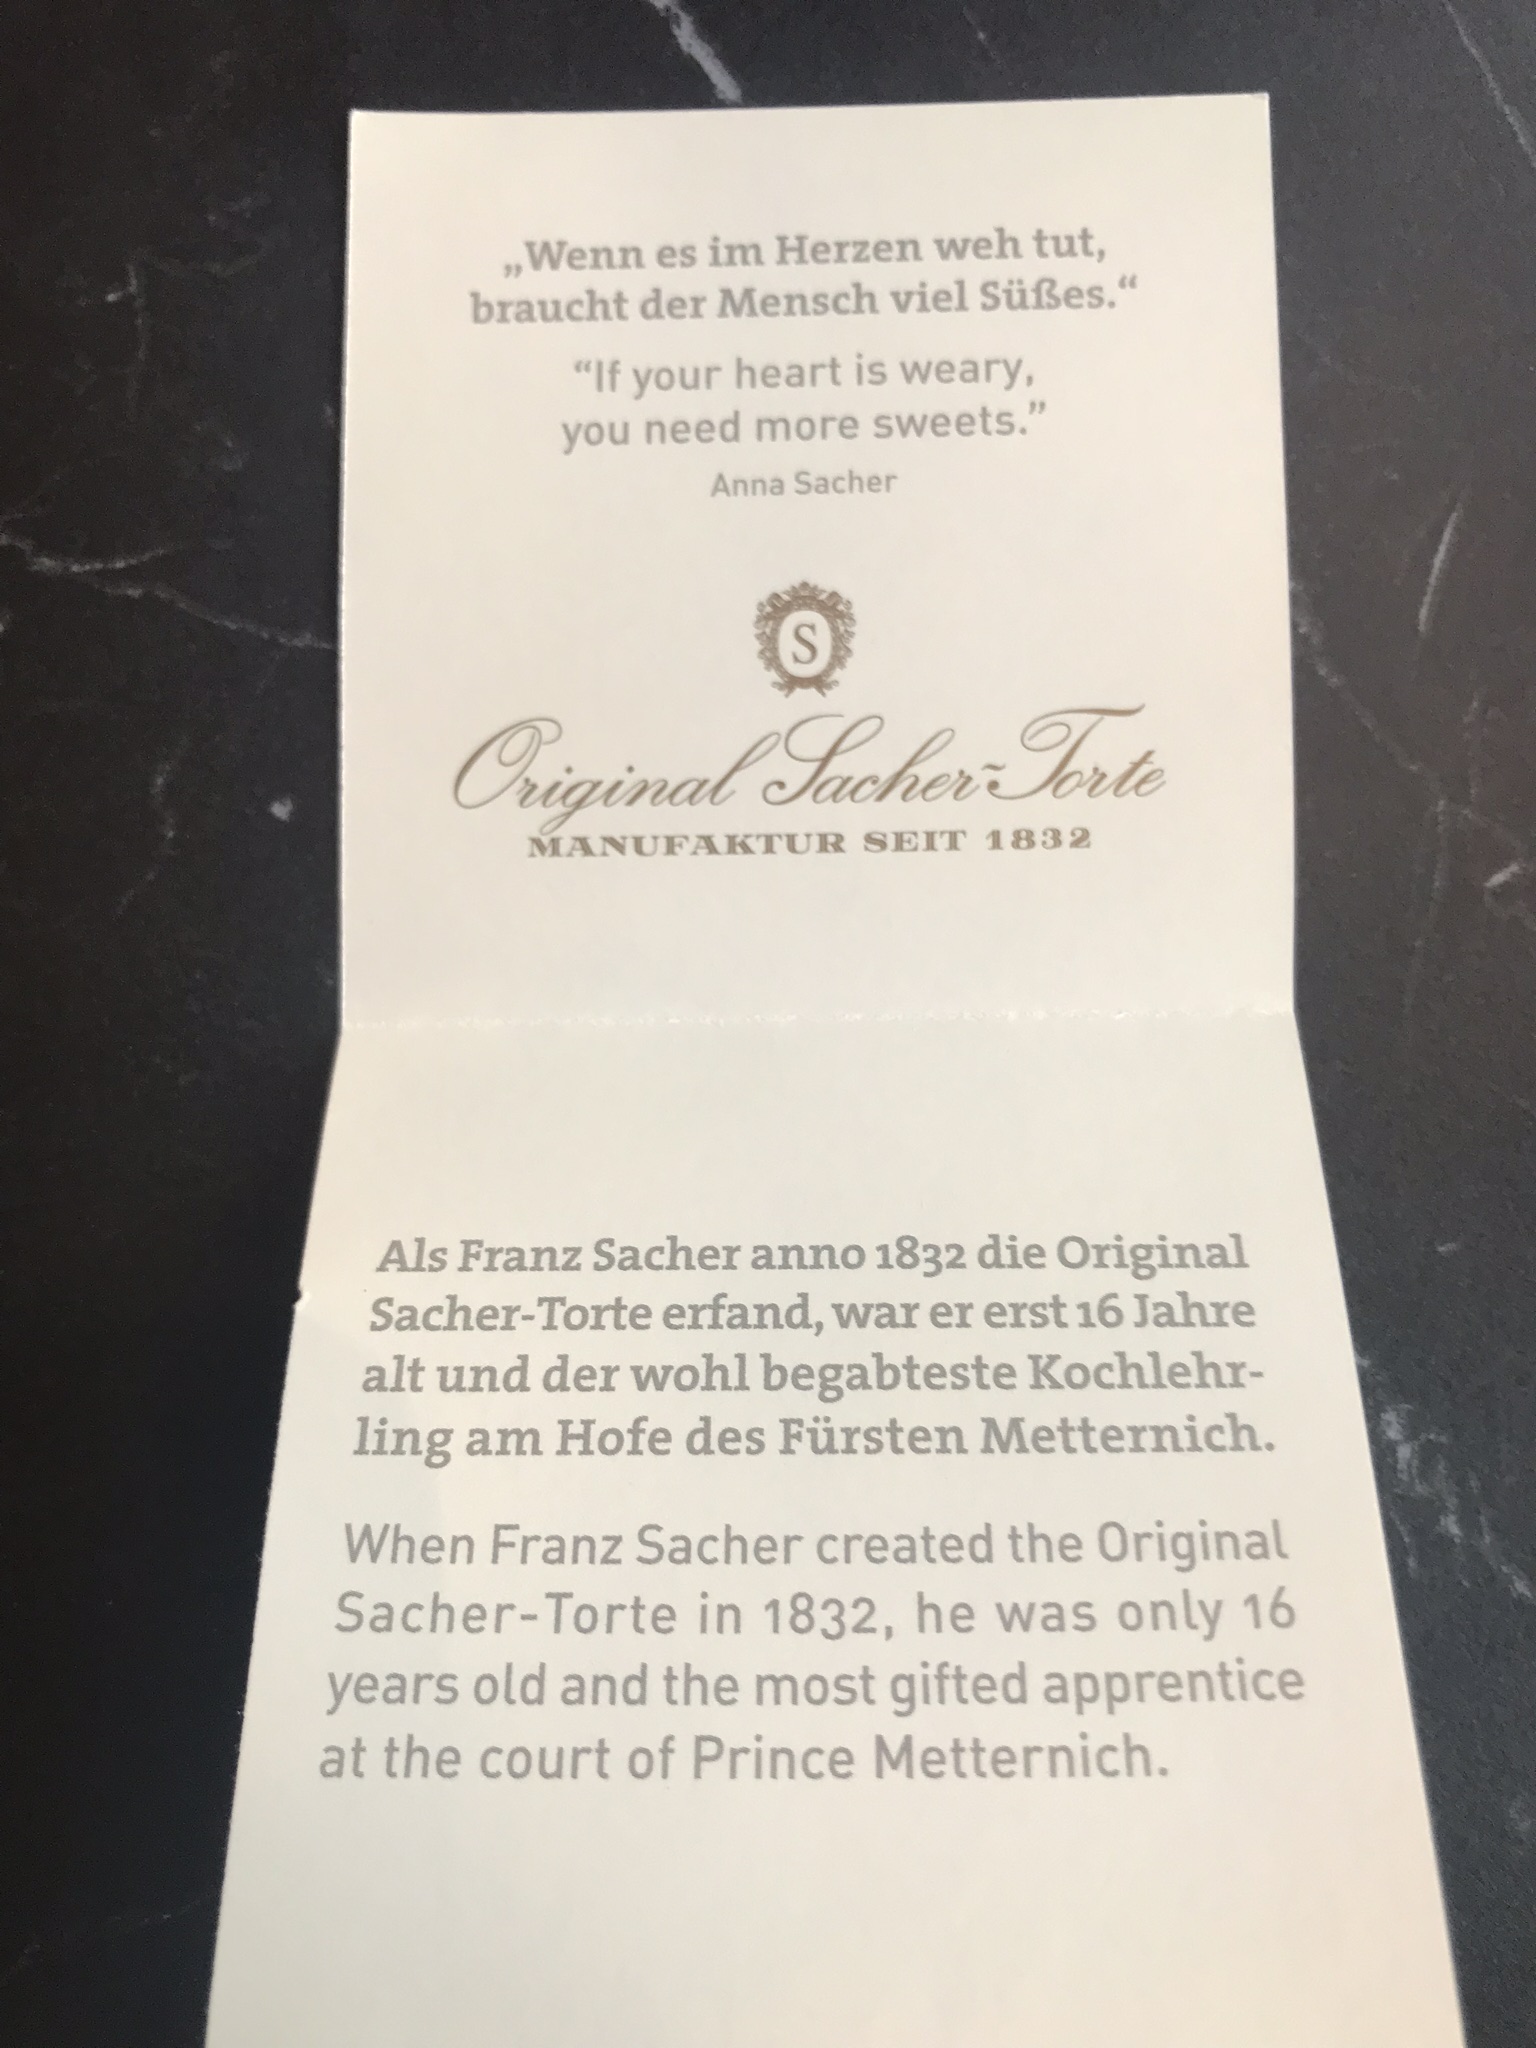 „Wenn es im Herzen weh tut,
braucht der Mensch viel Süßes.“
“If your heart is weary,
you need more sweets.”
Anna Sacher
S
Original Sacher-Torte
MANUFAKTUR SEIT 1832
Als Franz Sacher anno 1832 die Original
Sacher-Torte erfand, war er erst 16 Jahre
alt und der wohl begabteste Kochlehr-
ling am Hofe des Fürsten Metternich.
When Franz Sacher created the Original
Sacher-Torte in 1832, he was only 16
years old and the most gifted apprentice
at the court of Prince Metternich.